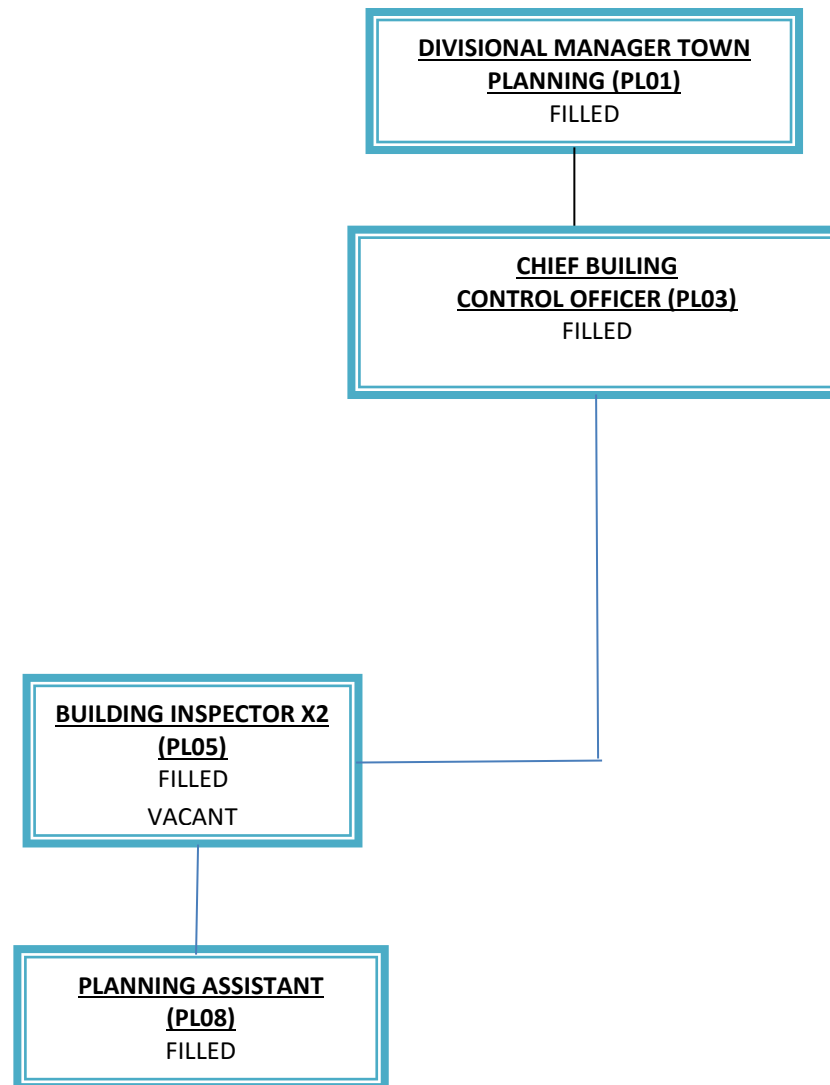 DIVISIONAL MANAGER TOWN
PLANNING (PL01)
FILLED
CHIEF BUILING
CONTROL OFFICER (PL03)
FILLED
BUILDING INSPECTOR X2
(PL05)
FILLED
VACANT
PLANNING ASSISTANT
(PL08)
FILLED